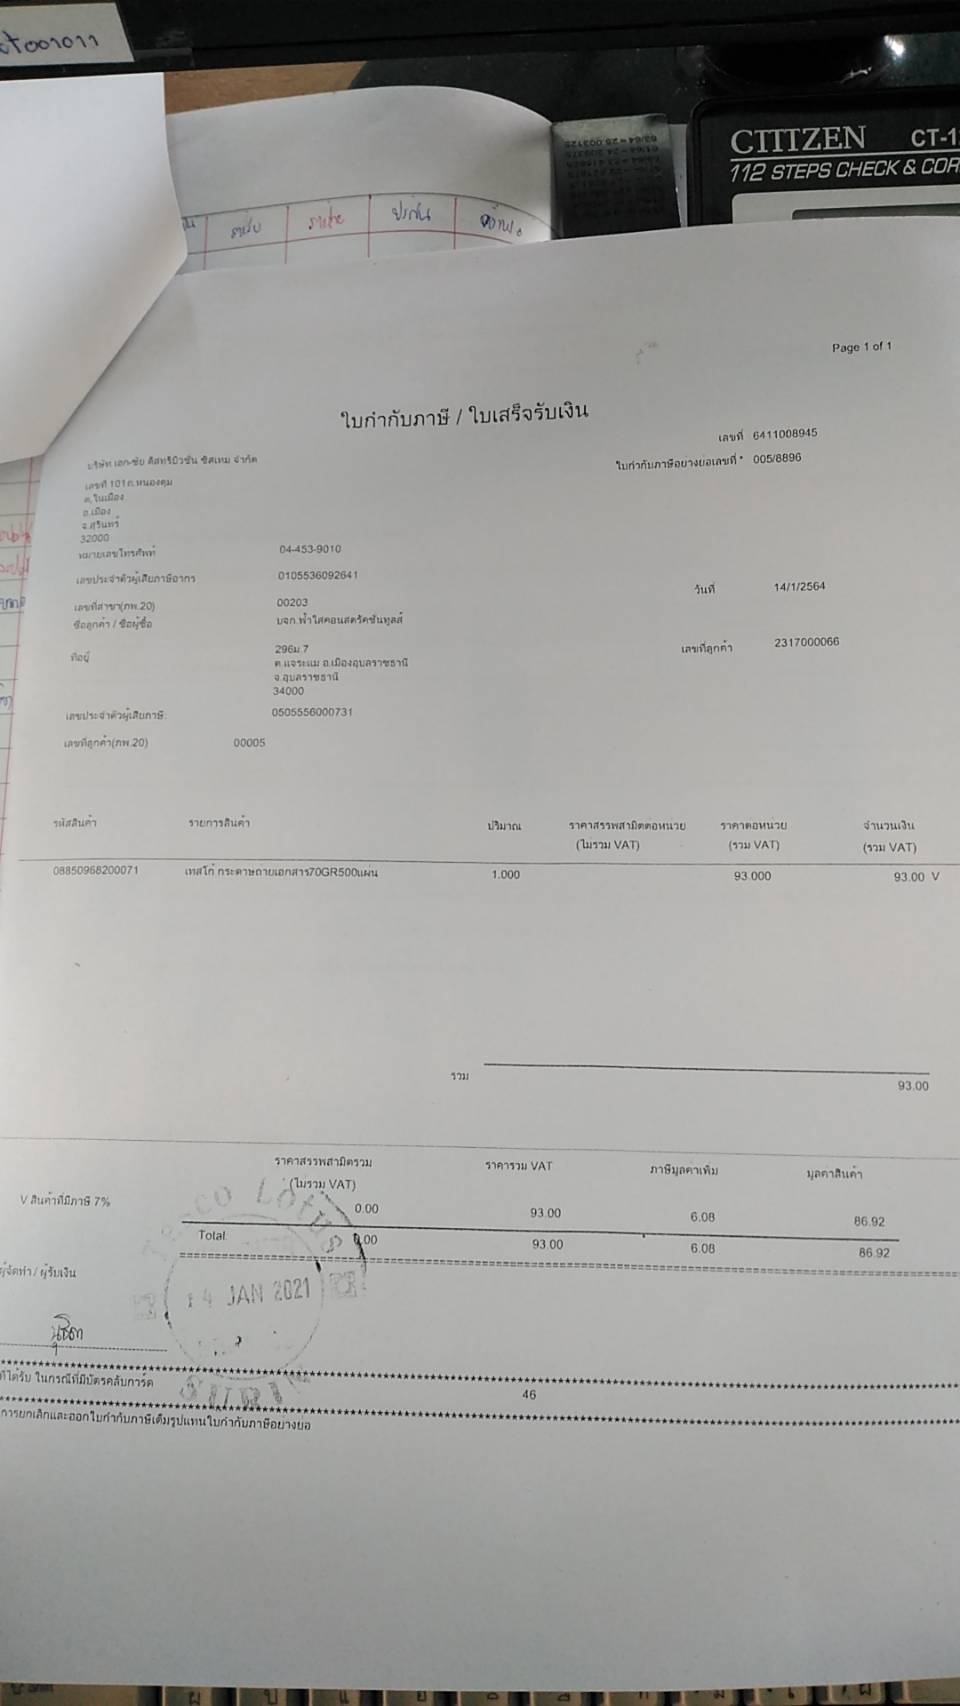 01001011
CITIZEN CT-1
112 STEPS CHECK & COR
รายรับ รายจ่าย
Page 1 of 1
ใบกำกับภาษี / ใบเสร็จรับเงิน
เลขที่ 6411008945
ใบกำกับภาษีอย่างย่อเลขที่ * 005/8896
บริษัท เอก-ชัย ดีสทริบิวชั่น ซิสเทม จำกัด
เลขที่ 101 ถ.หนองตุม
ต.ในเมือง
อ.เมือง
จ.สุรินทร์
32000
หมายเลขโทรศัพท์ 04-453-9010
เลขประจำตัวผู้เสียภาษีอากร 0105536092641
วันที่ 14/1/2564
เลขที่สาขา(ภพ.20) 00203
ชื่อลูกค้า / ชื่อผู้ซื้อ บจก.ฟ้าใสคอนสตรัคชั่นทูลส์
เลขที่ลูกค้า 2317000066
ที่อยู่ 296ม.7
ต.แจระแม อ.เมืองอุบลราชธานี
จ.อุบลราชธานี
34000
เลขประจำตัวผู้เสียภาษี: 0505556000731
เลขที่ลูกค้า(ภพ.20) 00005
รหัสสินค้า รายการสินค้า ปริมาณ ราคาสรรพสามิตต่อหน่วย ราคาต่อหน่วย จำนวนเงิน
(ไม่รวม VAT) (รวม VAT) (รวม VAT)
08850968200071 เทสโก้ กระดาษถ่ายเอกสาร70GR500แผ่น 1.000 93.000 93.00 V
รวม 93.00
ราคาสรรพสามิตรวม ราคารวม VAT ภาษีมูลค่าเพิ่ม มูลค่าสินค้า
(ไม่รวม VAT)
V สินค้าที่มีภาษี 7% 0.00 93.00 6.08 86.92
Total: 0.00 93.00 6.08 86.92
Tesco Lotus
14 JAN 2021
SURIN
ผู้จัดทำ / ผู้รับเงิน
นุชิดา
ที่ได้รับ ในกรณีที่มีบัตรคลับการ์ด 46
การยกเลิกและออกใบกำกับภาษีเต็มรูปแทนใบกำกับภาษีอย่างย่อ